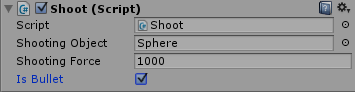 Shoot (Script)
Script Shoot
Shooting Object Sphere
Shooting Force 1000
Is Bullet